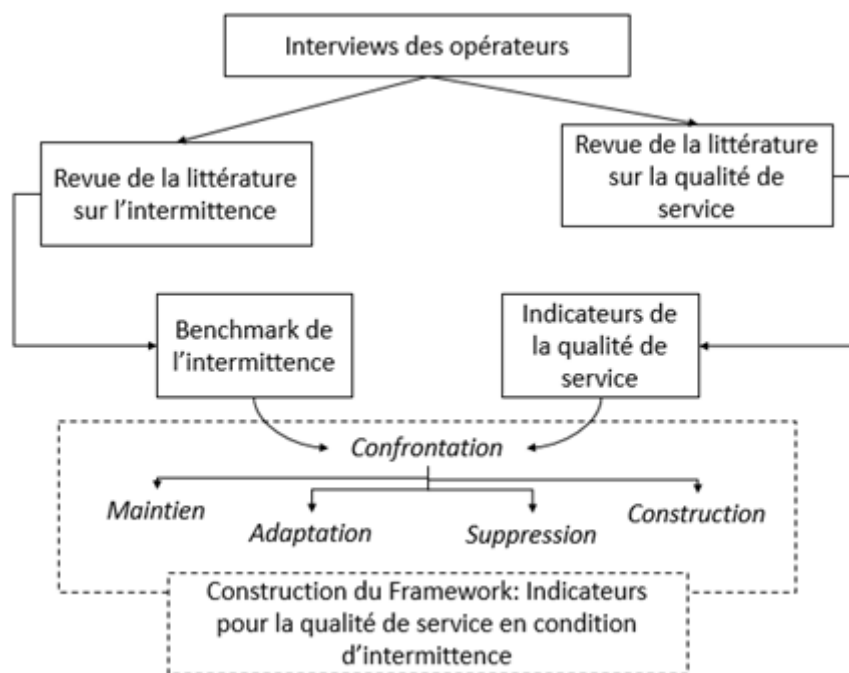 Interviews des opérateurs
Revue de la littérature
sur l'intermittence
Revue de la littérature
sur la qualité de
service
Benchmark de
l'intermittence
Indicateurs de
la qualité de
service
Confrontation
Maintien
Adaptation
Suppression
Construction
Construction du Framework: Indicateurs
pour la qualité de service en condition
d'intermittence